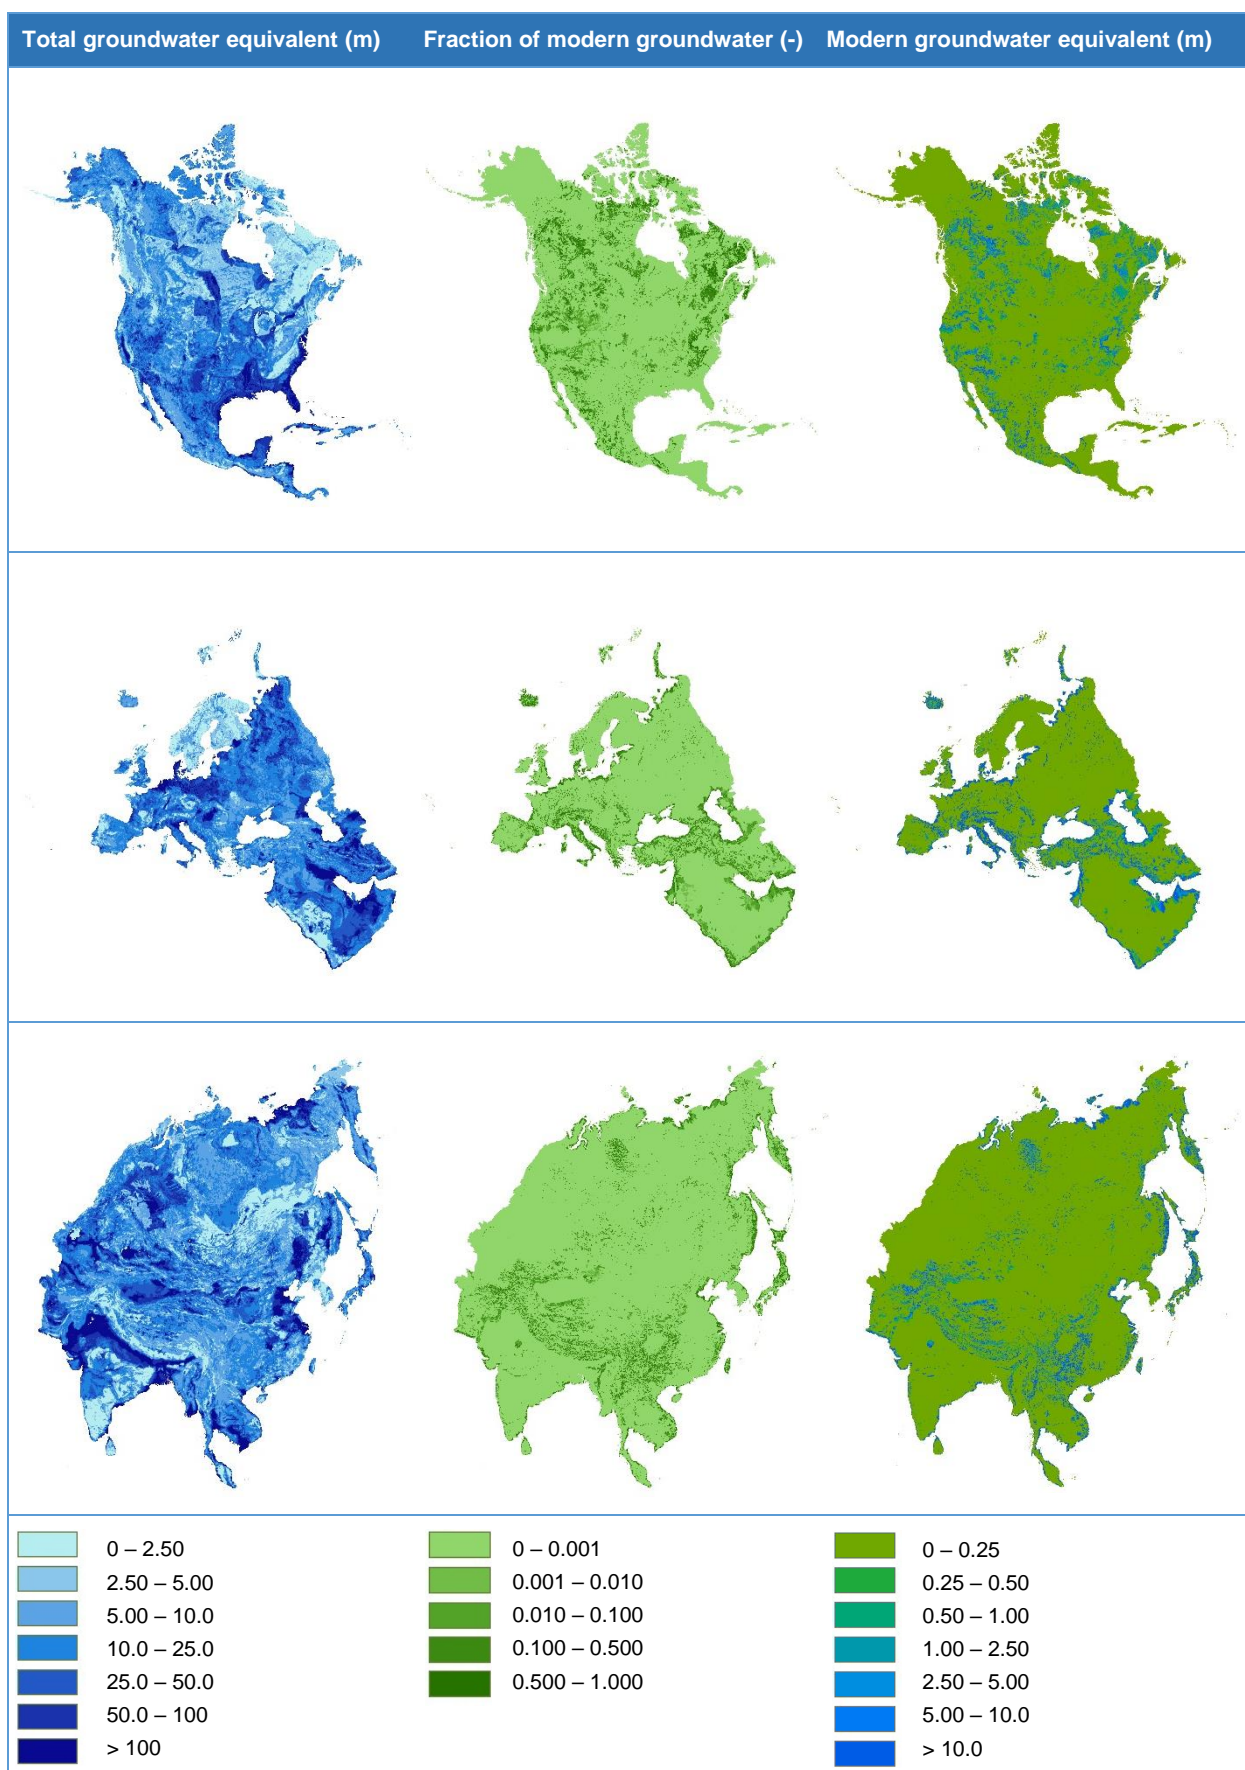 Total groundwater equivalent (m) Fraction of modern groundwater (-) Modern groundwater equivalent (m)
0 – 2.50 0 – 0.001 0 – 0.25
2.50 – 5.00 0.001 – 0.010 0.25 – 0.50
5.00 – 10.0 0.010 – 0.100 0.50 – 1.00
10.0 – 25.0 0.100 – 0.500 1.00 – 2.50
25.0 – 50.0 0.500 – 1.000 2.50 – 5.00
50.0 – 100 5.00 – 10.0
> 100 > 10.0